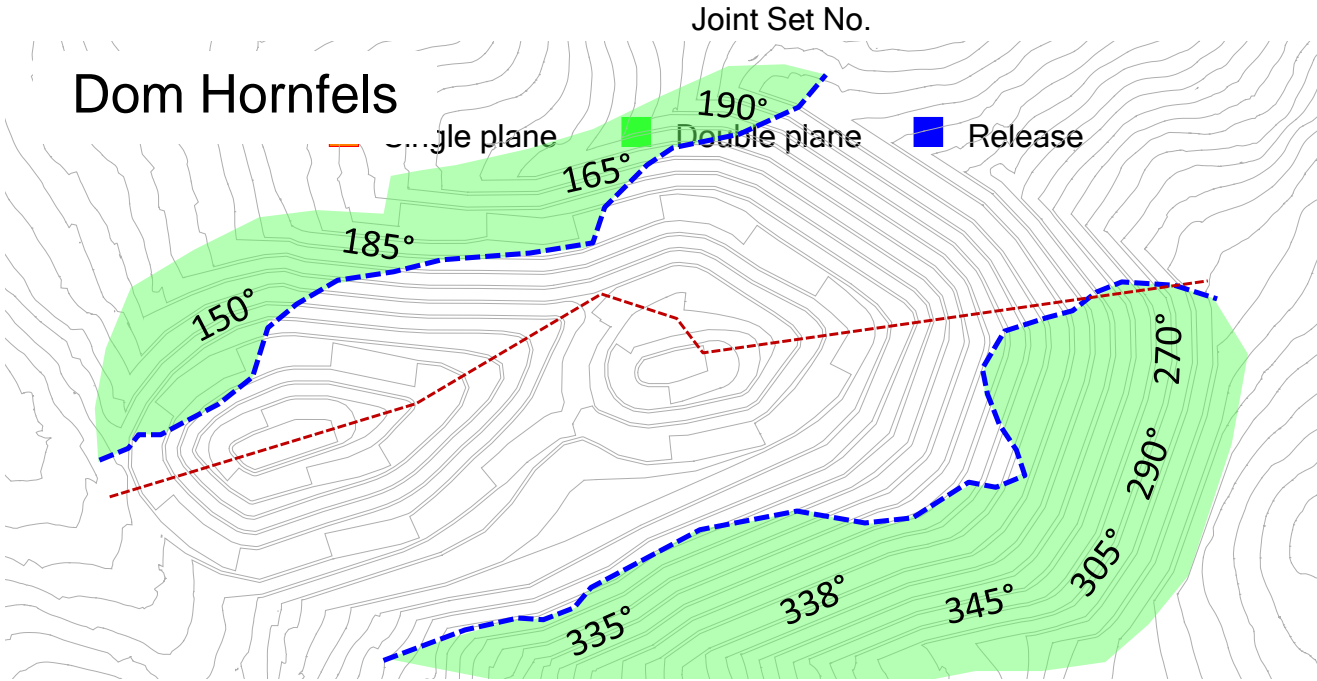 Joint Set No.
Dom Hornfels
Single plane
Double plane
Release
190°
165°
185°
150°
270°
290°
305°
345°
338°
335°